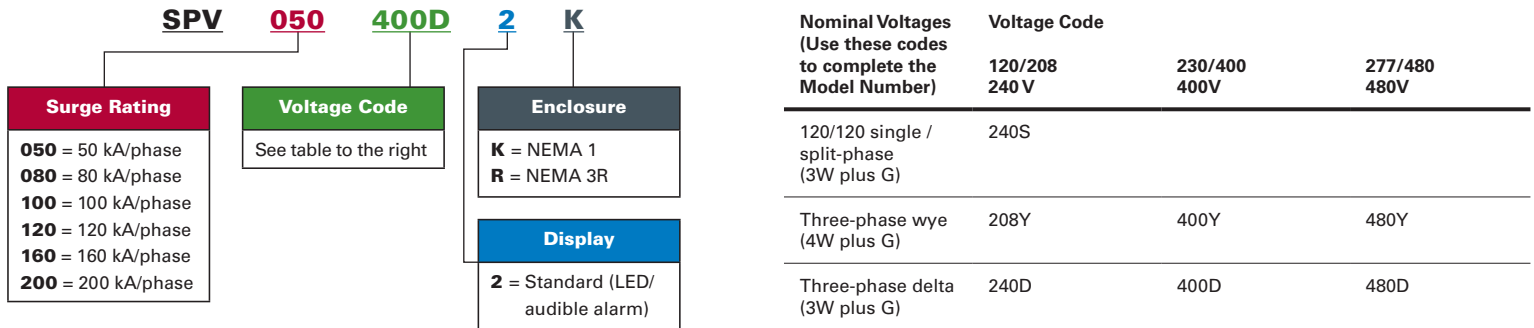 SPV 050 400D 2 K
Surge Rating
050 = 50 kA/phase
080 = 80 kA/phase
100 = 100 kA/phase
120 = 120 kA/phase
160 = 160 kA/phase
200 = 200 kA/phase
Voltage Code
See table to the right
Enclosure
K = NEMA 1
R = NEMA 3R
Display
2 = Standard (LED/
audible alarm)
Nominal Voltages
(Use these codes
to complete the
Model Number)
Voltage Code
120/208
240 V
230/400
400V
277/480
480V
120/120 single /
split-phase
(3W plus G)
240S
Three-phase wye
(4W plus G)
208Y
400Y
480Y
Three-phase delta
(3W plus G)
240D
400D
480D